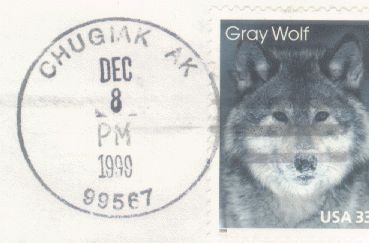 CHUGIAK AK
DEC
8
PM
1999
99567
Gray Wolf
USA 33